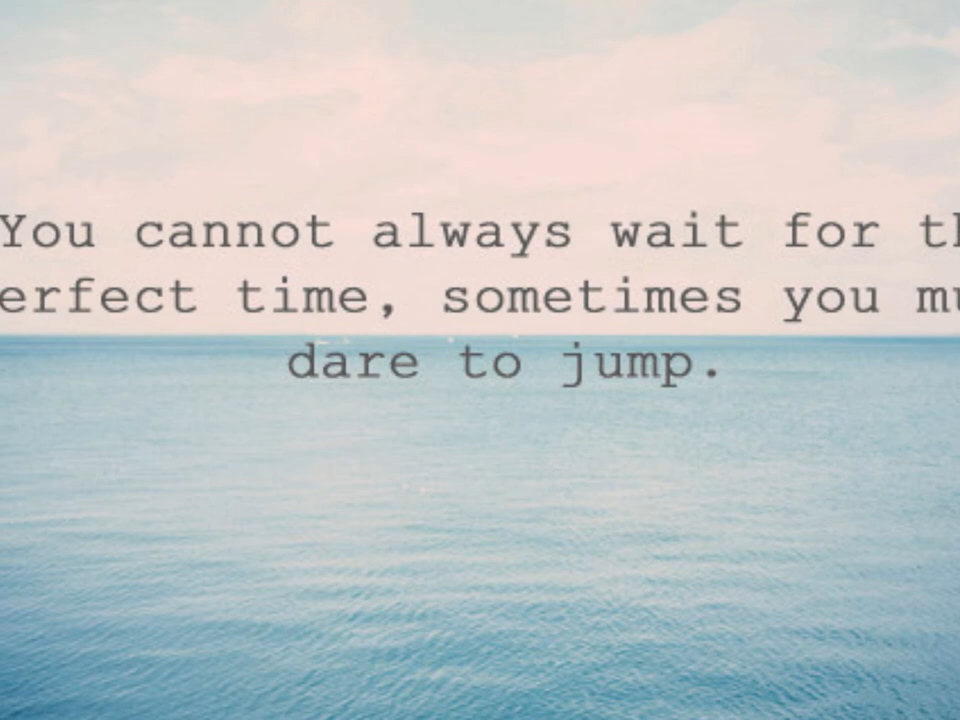 You cannot always wait for th
erfect time, sometimes you mu
dare to jump.